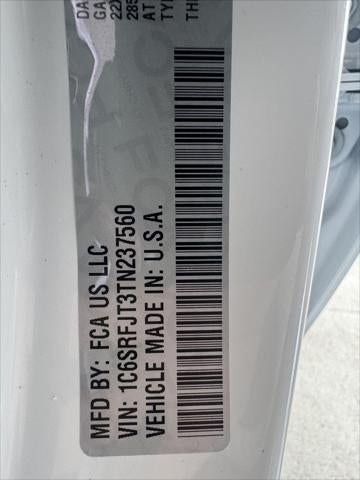 MFD BY: FCA US LLC
VIN: 1C6SRFJT3TN237560
VEHICLE MADE IN: U.S.A.